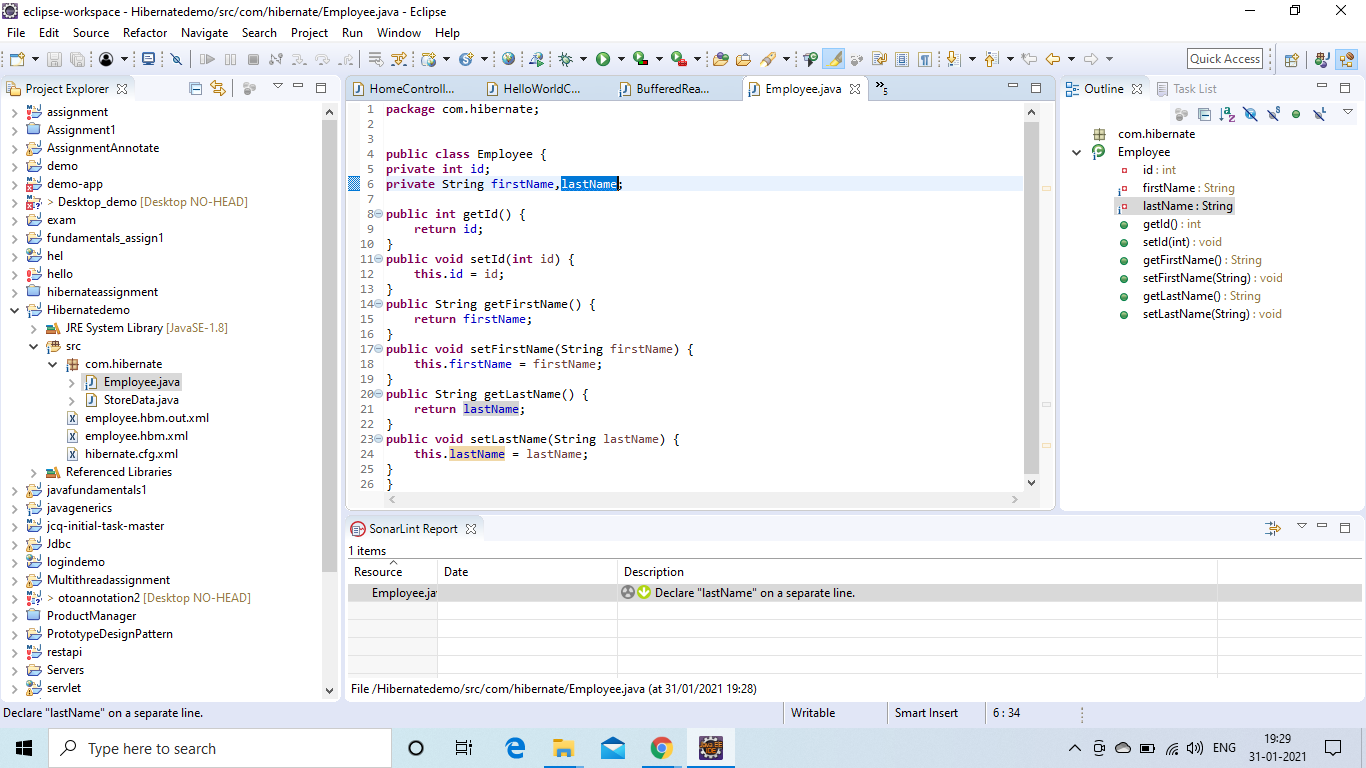 eclipse-workspace - Hibernatedemo/src/com/hibernate/Employee.java - Eclipse
File Edit Source Refactor Navigate Search Project Run Window Help
Quick Access
Project Explorer
assignment
Assignment1
AssignmentAnnotate
demo
demo-app
> Desktop_demo [Desktop NO-HEAD]
exam
fundamentals_assign1
hel
hello
hibernateassignment
Hibernatedemo
JRE System Library [JavaSE-1.8]
src
com.hibernate
Employee.java
StoreData.java
employee.hbm.out.xml
employee.hbm.xml
hibernate.cfg.xml
Referenced Libraries
javafundamentals1
javagenerics
jcq-initial-task-master
Jdbc
logindemo
Multithreadassignment
> otoannotation2 [Desktop NO-HEAD]
ProductManager
PrototypeDesignPattern
restapi
Servers
servlet
HomeControll... HelloWorldC... BufferedRea... Employee.java »5
1 package com.hibernate;
2
3
4 public class Employee {
5 private int id;
6 private String firstName,lastName;
7
8 public int getId() {
9 return id;
10 }
11 public void setId(int id) {
12 this.id = id;
13 }
14 public String getFirstName() {
15 return firstName;
16 }
17 public void setFirstName(String firstName) {
18 this.firstName = firstName;
19 }
20 public String getLastName() {
21 return lastName;
22 }
23 public void setLastName(String lastName) {
24 this.lastName = lastName;
25 }
26 }
Outline Task List
com.hibernate
Employee
id : int
firstName : String
lastName : String
getId() : int
setId(int) : void
getFirstName() : String
setFirstName(String) : void
getLastName() : String
setLastName(String) : void
SonarLint Report
1 items
Resource Date Description
Employee.ja Declare "lastName" on a separate line.
File /Hibernatedemo/src/com/hibernate/Employee.java (at 31/01/2021 19:28)
Declare "lastName" on a separate line. Writable Smart Insert 6 : 34
Type here to search
ENG
19:29
31-01-2021